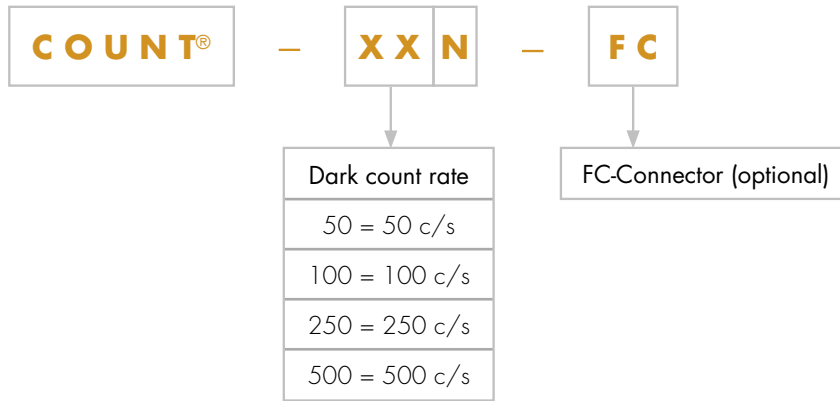 COUNT® – XXN – FC
Dark count rate
50 = 50 c/s
100 = 100 c/s
250 = 250 c/s
500 = 500 c/s
FC-Connector (optional)